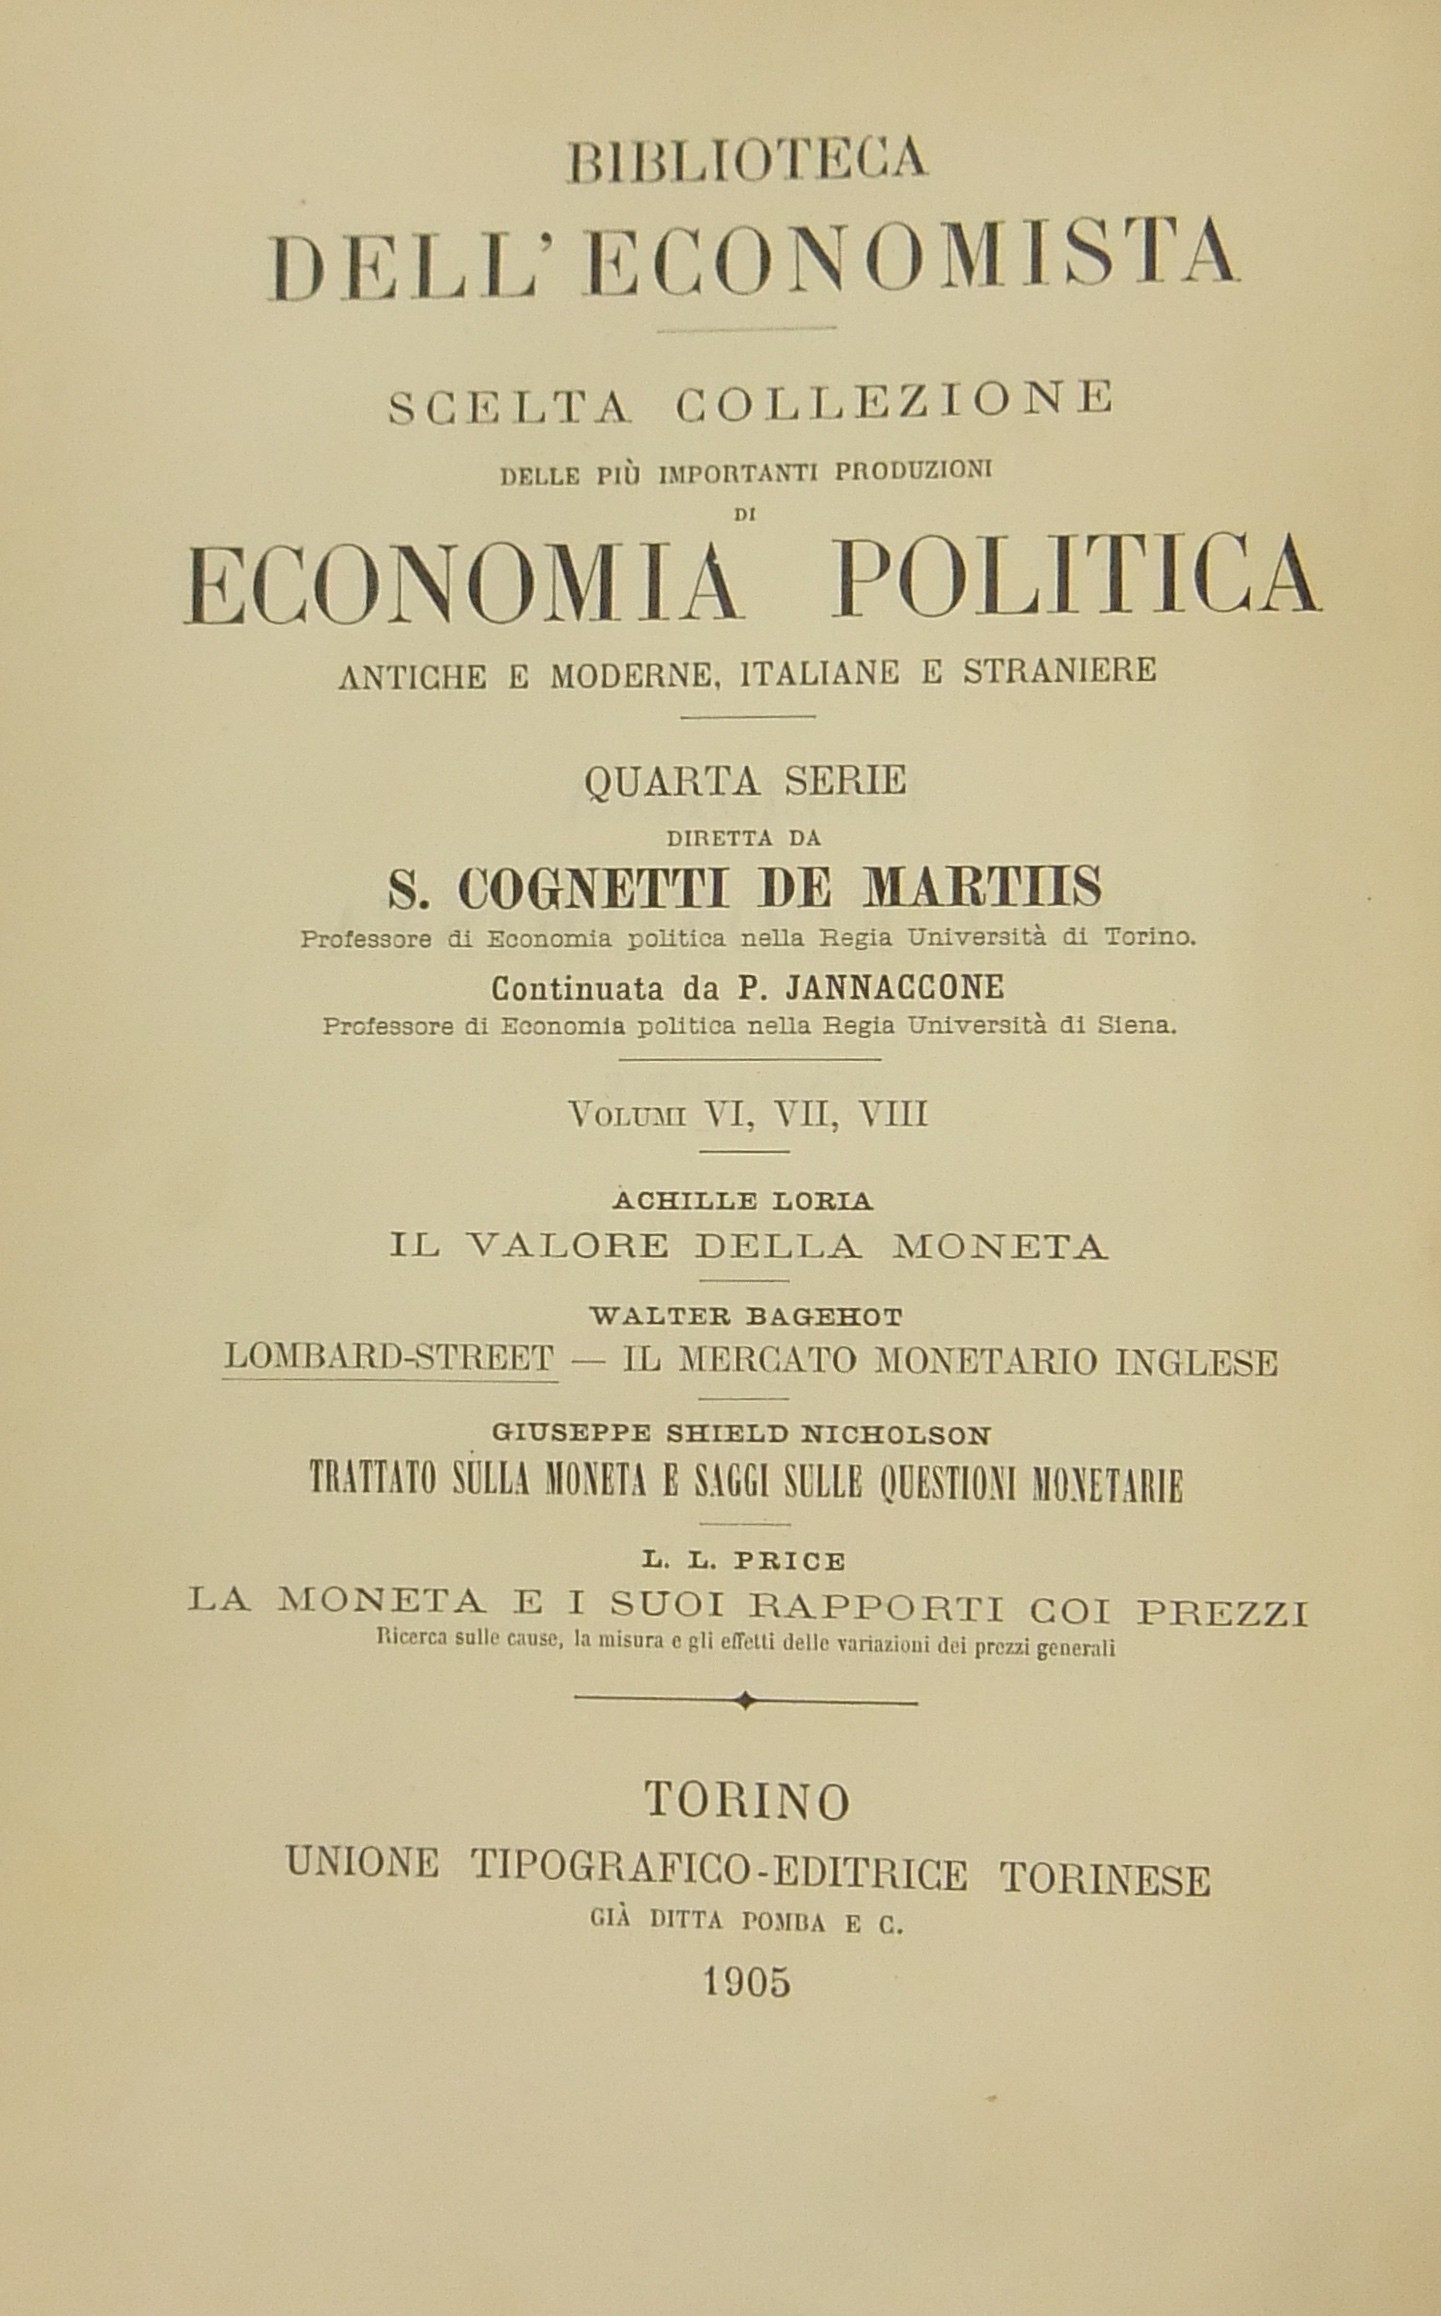 BIBLIOTECA
DELL'ECONOMISTA
SCELTA COLLEZIONE
DELLE PIÙ IMPORTANTI PRODUZIONI
DI
ECONOMIA POLITICA
ANTICHE E MODERNE, ITALIANE E STRANIERE
QUARTA SERIE
DIRETTA DA
S. COGNETTI DE MARTIIS
Professore di Economia politica nella Regia Università di Torino.
Continuata da P. JANNACCONE
Professore di Economia politica nella Regia Università di Siena.
VOLUMI VI, VII, VIII
ACHILLE LORIA
IL VALORE DELLA MONETA
WALTER BAGEHOT
LOMBARD-STREET — IL MERCATO MONETARIO INGLESE
GIUSEPPE SHIELD NICHOLSON
TRATTATO SULLA MONETA E SAGGI SULLE QUESTIONI MONETARIE
L. L. PRICE
LA MONETA E I SUOI RAPPORTI COI PREZZI
Ricerca sulle cause, la misura e gli effetti delle variazioni dei prezzi generali
TORINO
UNIONE TIPOGRAFICO-EDITRICE TORINESE
GIÀ DITTA POMBA E C.
1905